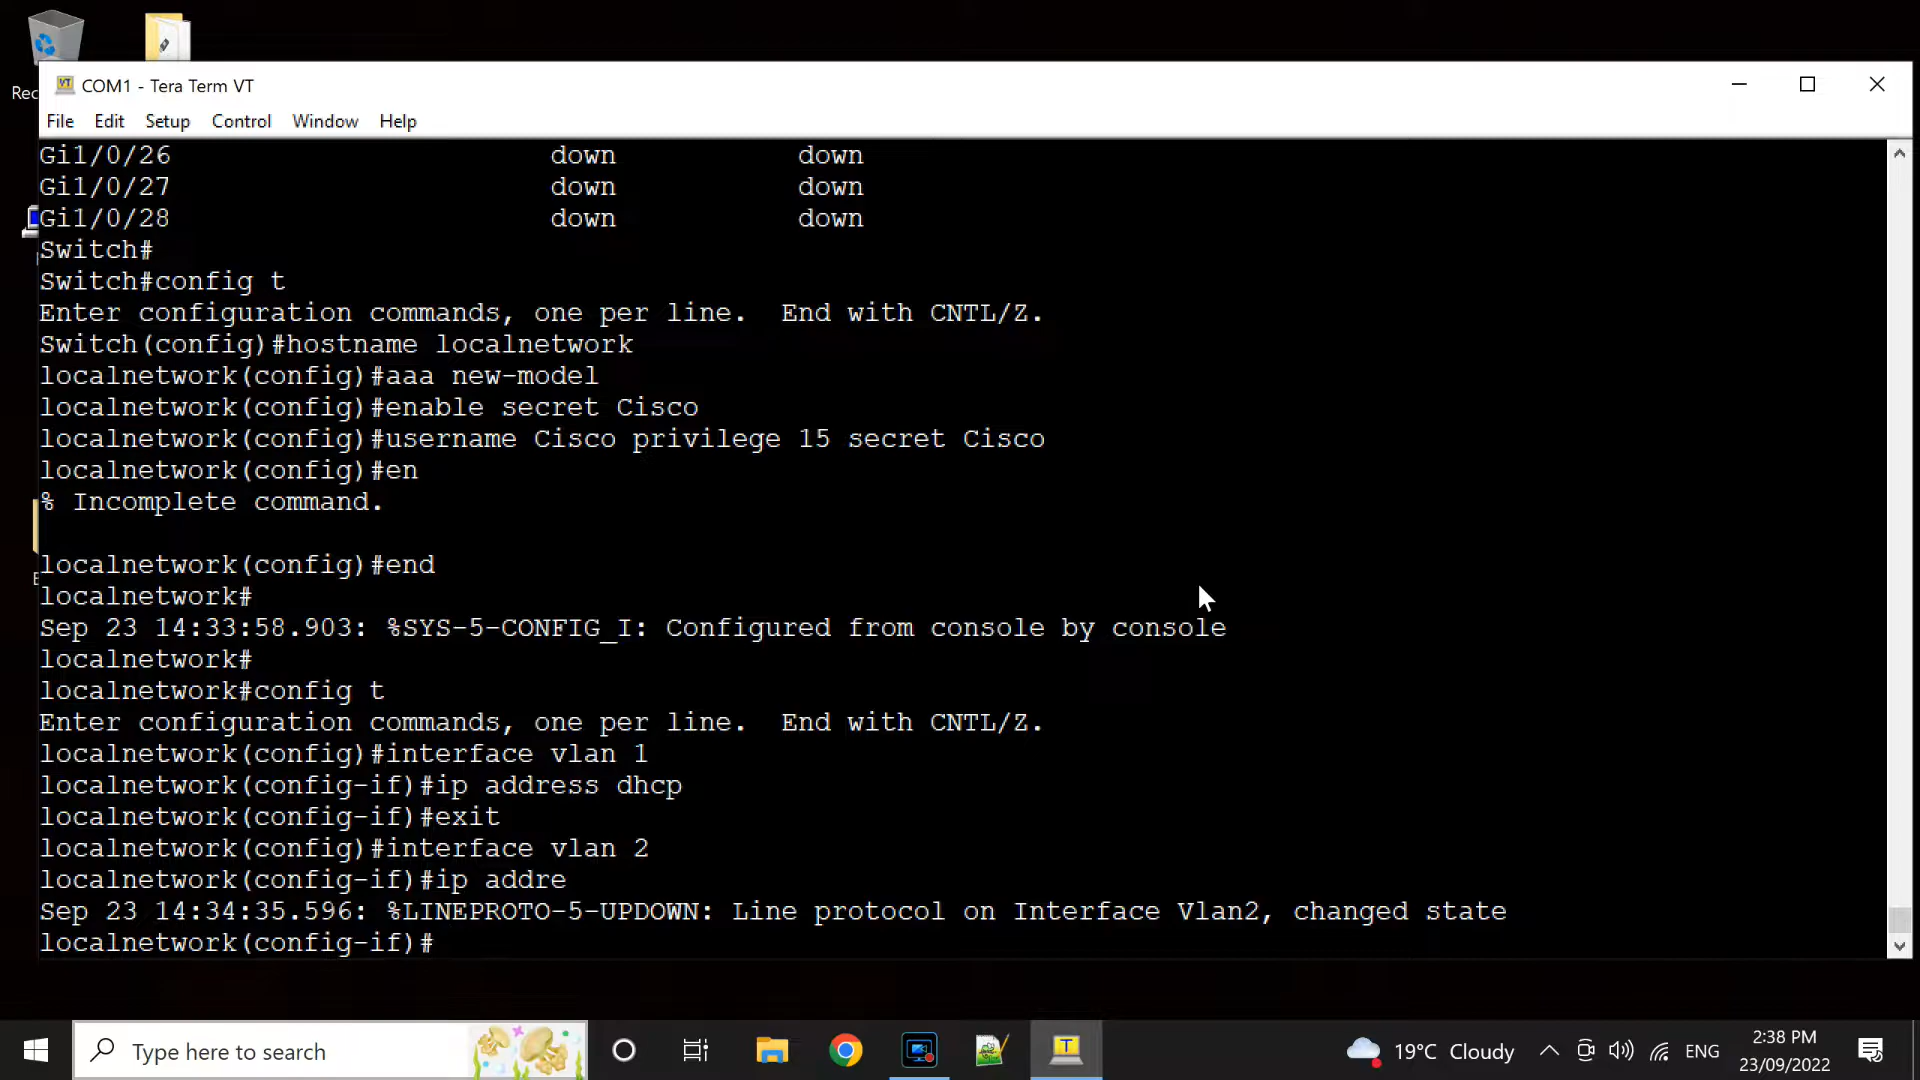 Rec
COM1 - Tera Term VT
File Edit Setup Control Window Help
Gi1/0/26 down down
Gi1/0/27 down down
Gi1/0/28 down down
Switch#
Switch#config t
Enter configuration commands, one per line.  End with CNTL/Z.
Switch(config)#hostname localnetwork
localnetwork(config)#aaa new-model
localnetwork(config)#enable secret Cisco
localnetwork(config)#username Cisco privilege 15 secret Cisco
localnetwork(config)#en
% Incomplete command.
localnetwork(config)#end
localnetwork#
Sep 23 14:33:58.903: %SYS-5-CONFIG_I: Configured from console by console
localnetwork#
localnetwork#config t
Enter configuration commands, one per line.  End with CNTL/Z.
localnetwork(config)#interface vlan 1
localnetwork(config-if)#ip address dhcp
localnetwork(config-if)#exit
localnetwork(config)#interface vlan 2
localnetwork(config-if)#ip addre
Sep 23 14:34:35.596: %LINEPROTO-5-UPDOWN: Line protocol on Interface Vlan2, changed state
localnetwork(config-if)#
Type here to search
19°C Cloudy
ENG
2:38 PM
23/09/2022